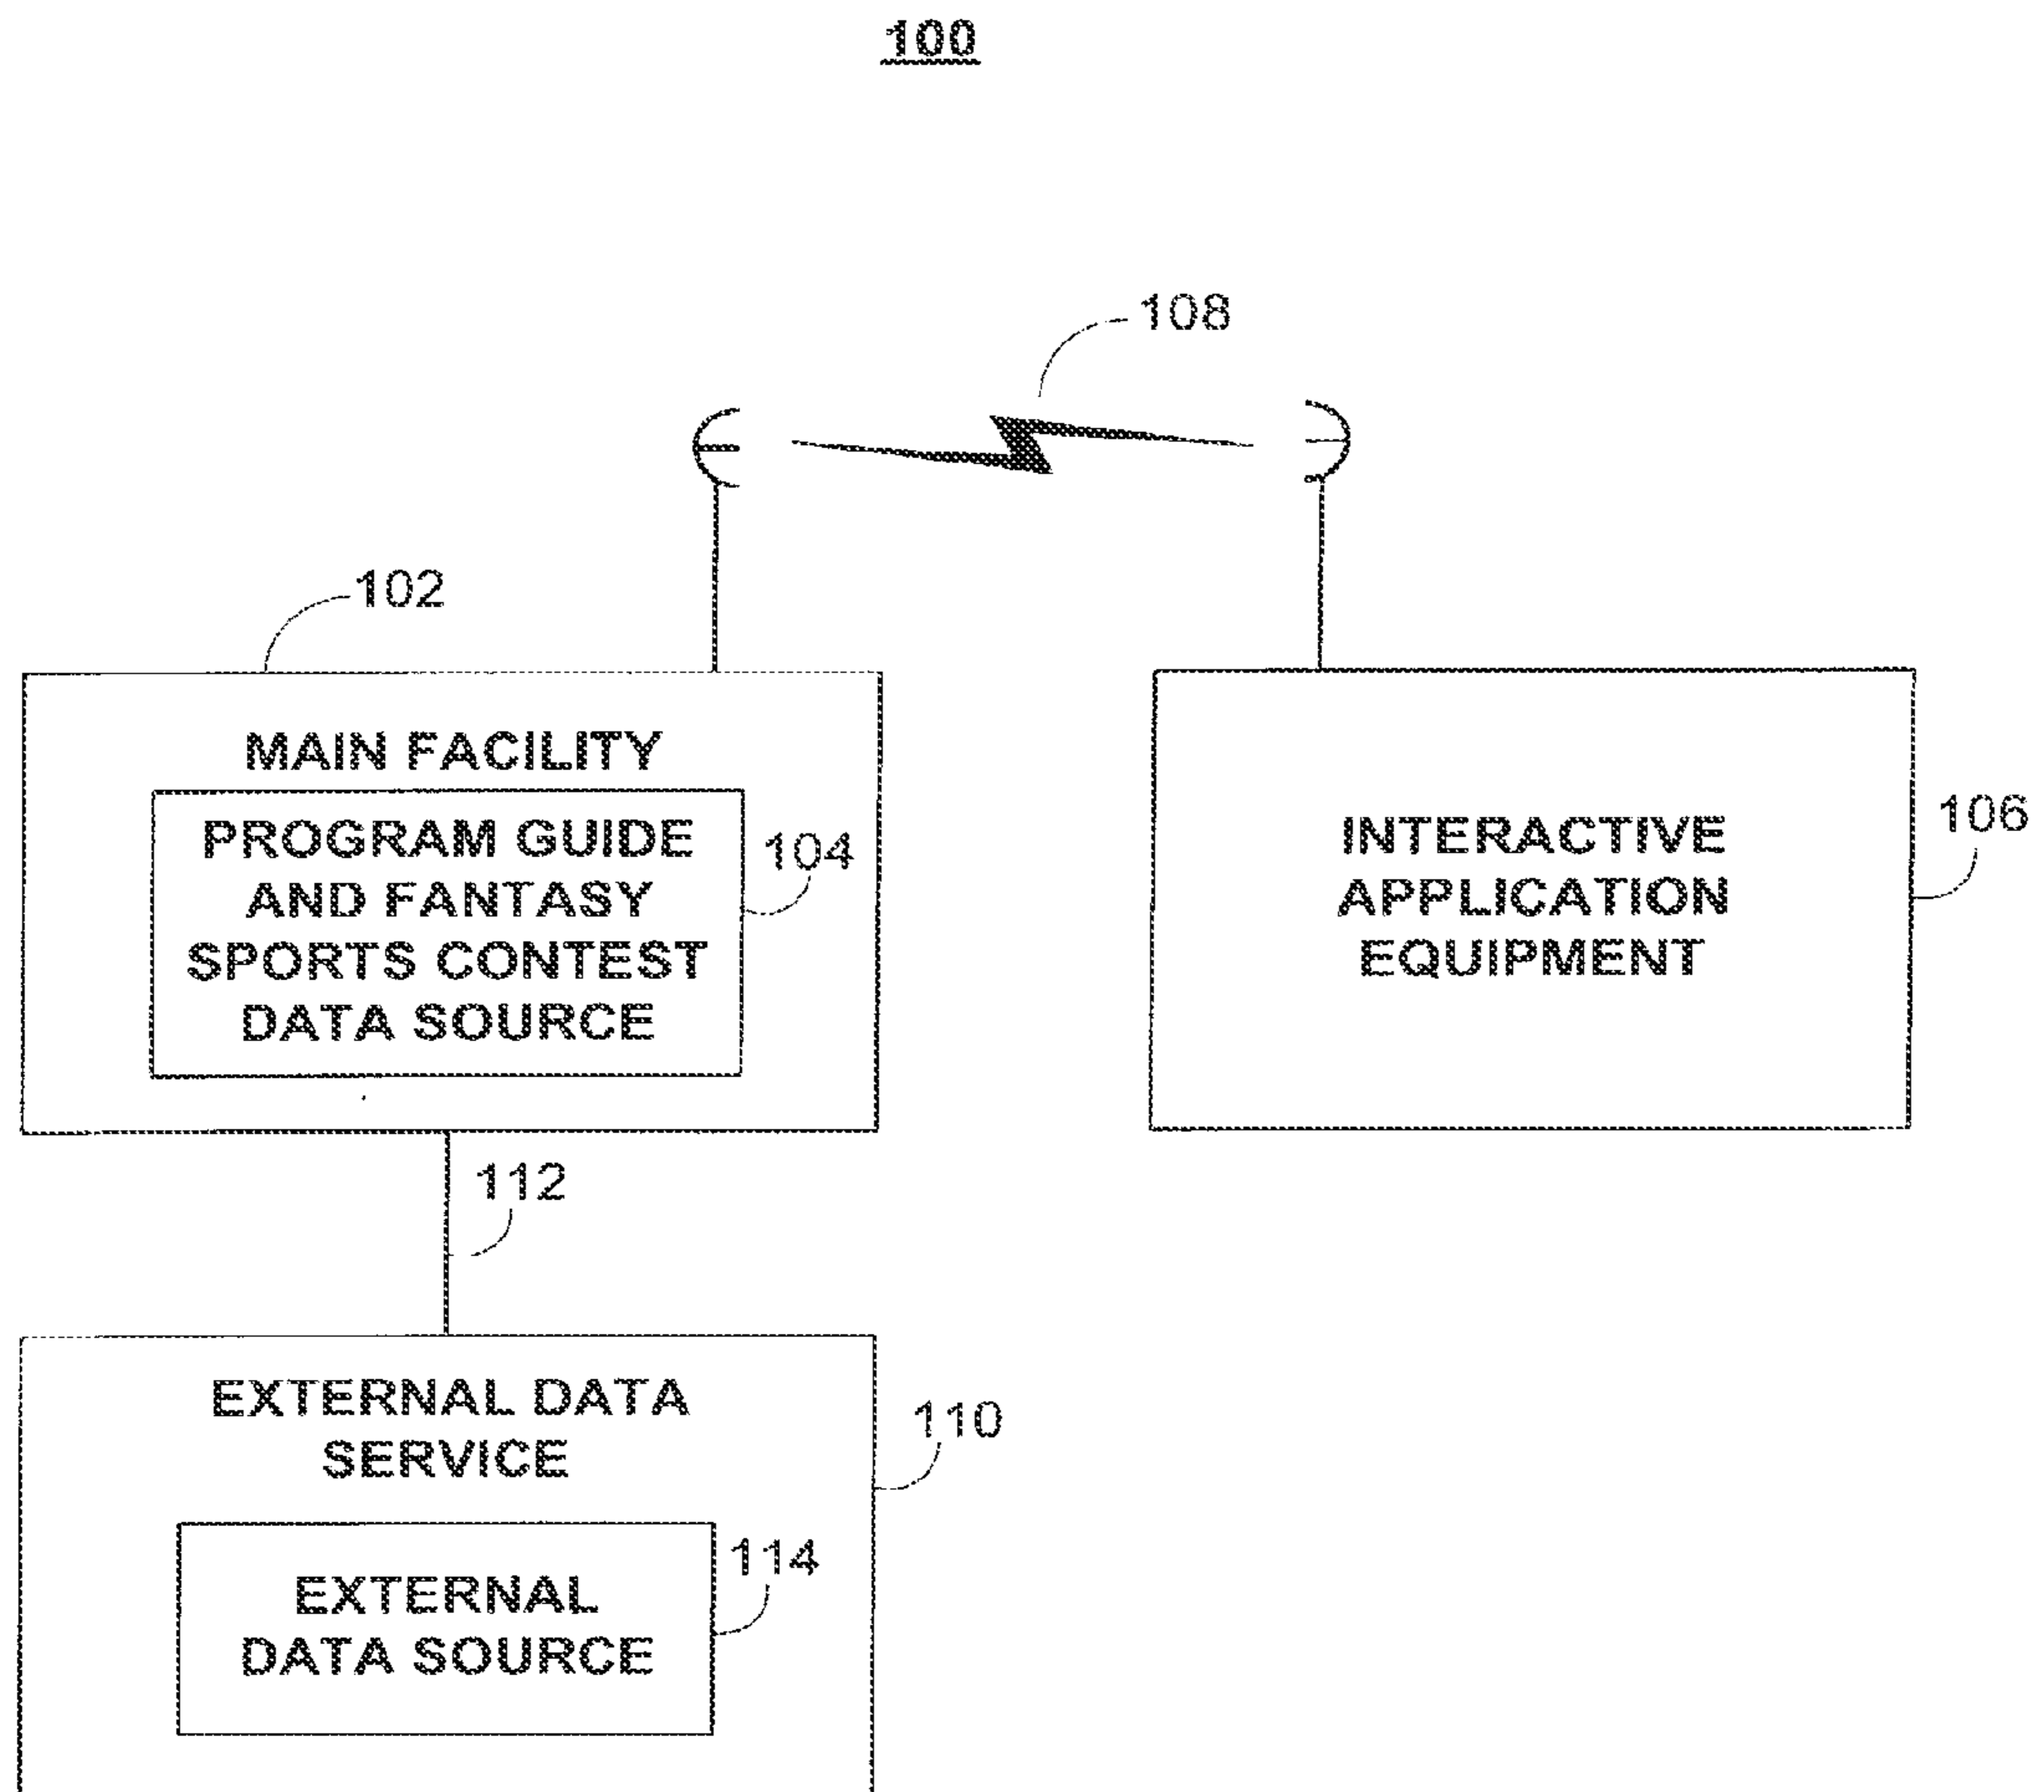 100
108
102
MAIN FACILITY
PROGRAM GUIDE
AND FANTASY
SPORTS CONTEST
DATA SOURCE
104
INTERACTIVE
APPLICATION
EQUIPMENT
106
112
EXTERNAL DATA
SERVICE
110
EXTERNAL
DATA SOURCE
114